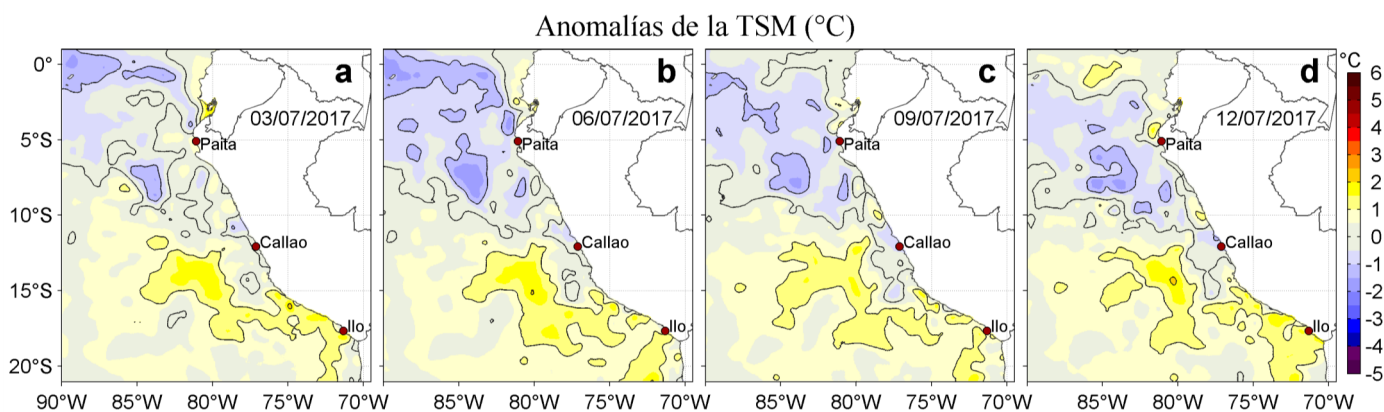 Anomalías de la TSM (°C)
a
03/07/2017
Paita
Callao
Ilo
b
06/07/2017
Paita
Callao
Ilo
c
09/07/2017
Paita
Callao
Ilo
d
12/07/2017
Paita
Callao
Ilo
0°
5°S
10°S
15°S
20°S
90°W 85°W 80°W 75°W 70°W
85°W 80°W 75°W 70°W
85°W 80°W 75°W 70°W
85°W 80°W 75°W 70°W
°C
6
5
4
3
2
1
0
-1
-2
-3
-4
-5